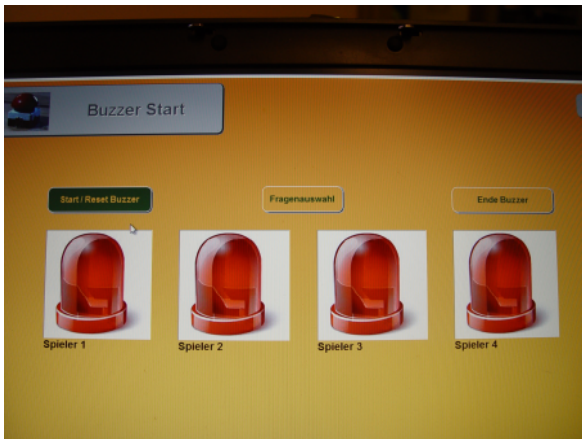 Buzzer Start
Start / Reset Buzzer
Fragenauswahl
Ende Buzzer
Spieler 1
Spieler 2
Spieler 3
Spieler 4